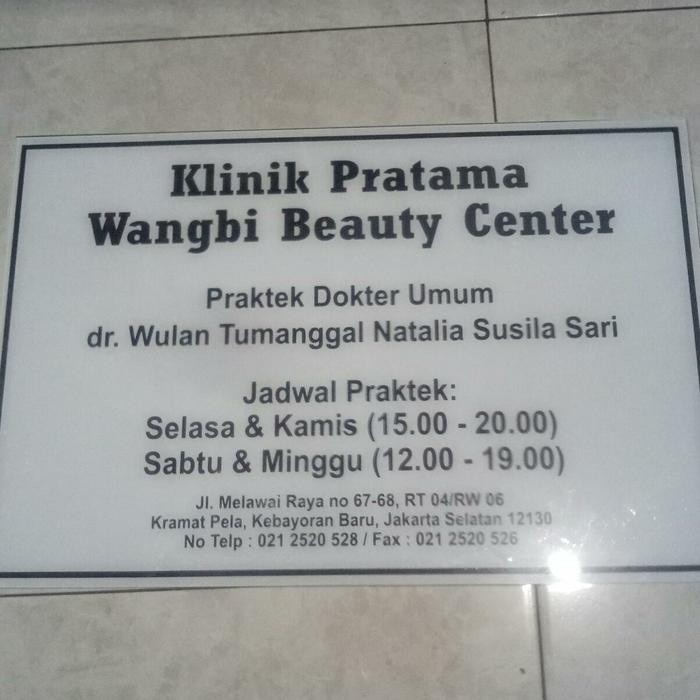 Klinik Pratama
Wangbi Beauty Center
Praktek Dokter Umum
dr. Wulan Tumanggal Natalia Susila Sari
Jadwal Praktek:
Selasa & Kamis (15.00 - 20.00)
Sabtu & Minggu (12.00 - 19.00)
Jl. Melawai Raya no 67-68, RT 04/RW 06
Kramat Pela, Kebayoran Baru, Jakarta Selatan 12130
No Telp : 021 2520 528 / Fax : 021 2520 526